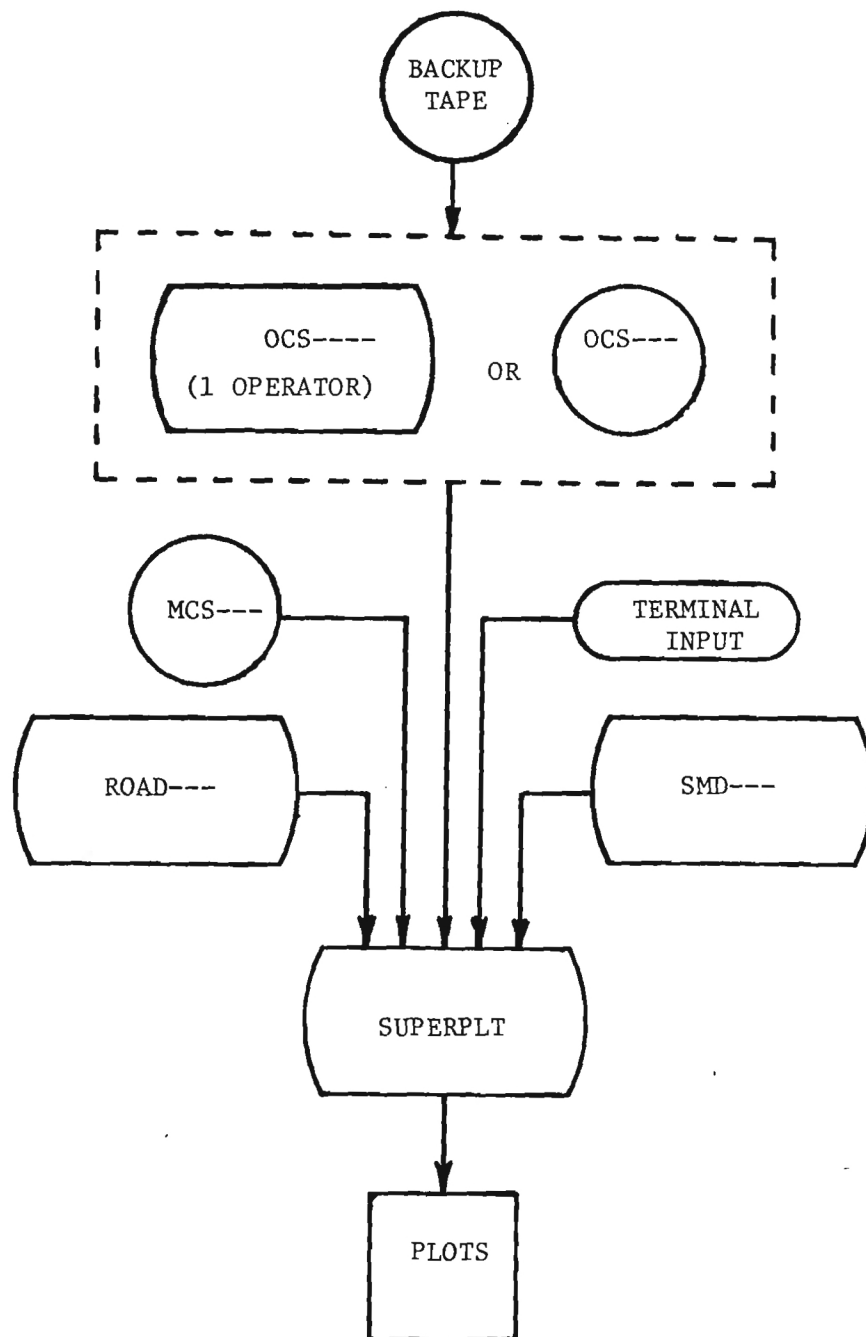 BACKUP
TAPE
OCS----
(1 OPERATOR)
OR
OCS---
MCS---
TERMINAL
INPUT
ROAD---
SMD---
SUPERPLT
PLOTS